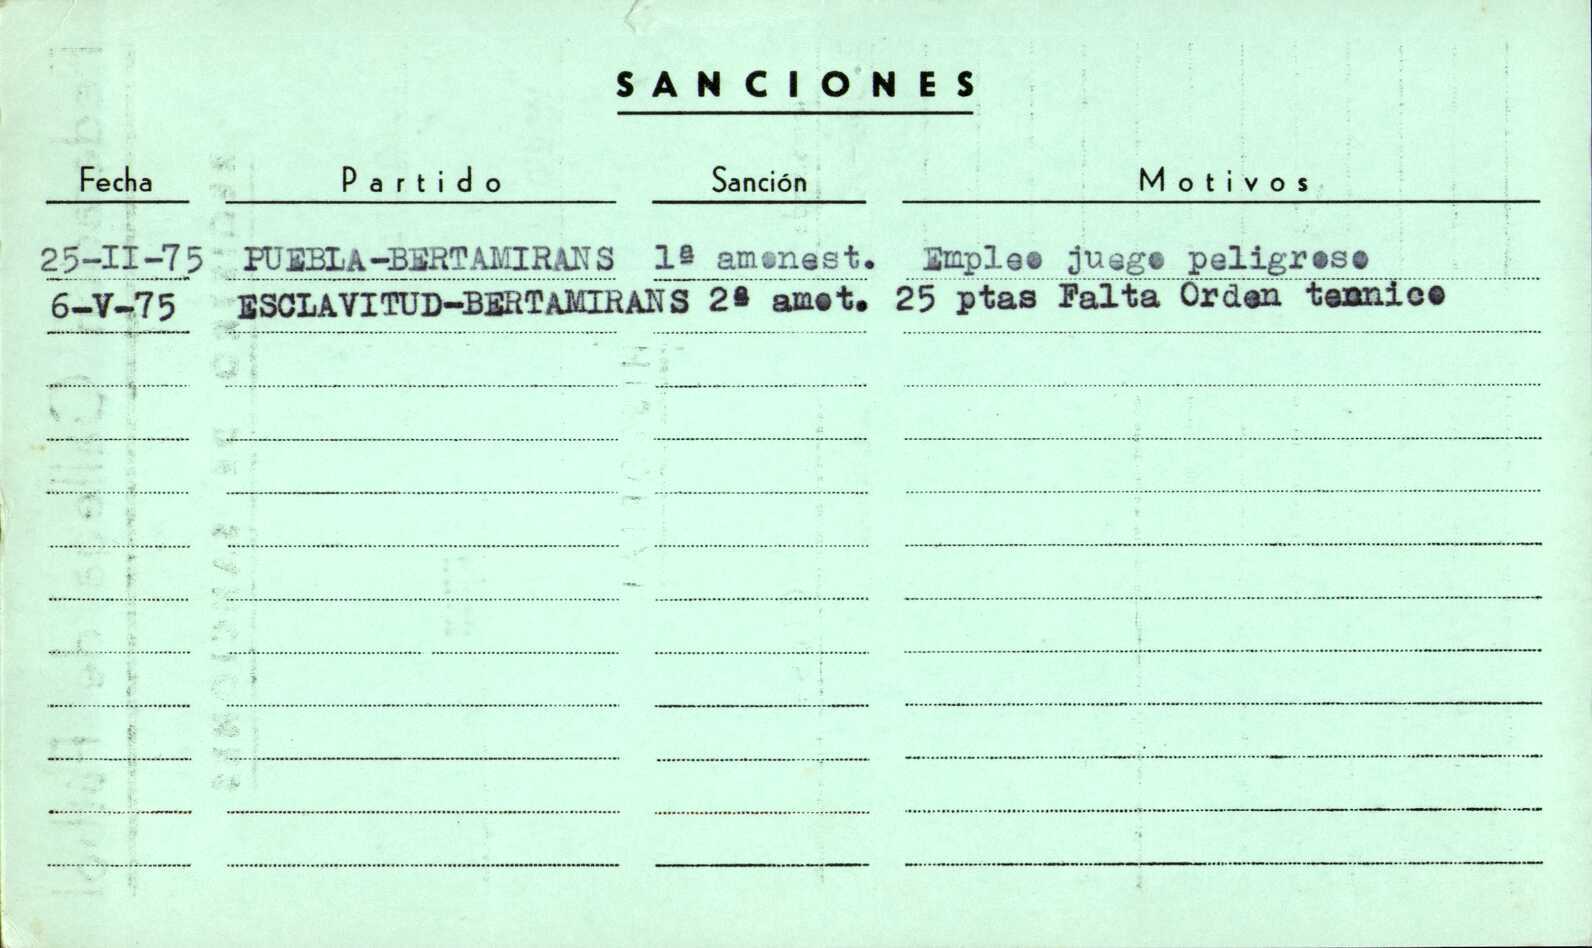 SANCIONES
Fecha Partido Sanción Motivos
25-II-75 PUEBLA-BERTAMIRANS 1ª amonest. Empleo juego peligroso
6-V-75 ESCLAVITUD-BERTAMIRANS 2ª amot. 25 ptas Falta Orden tennico